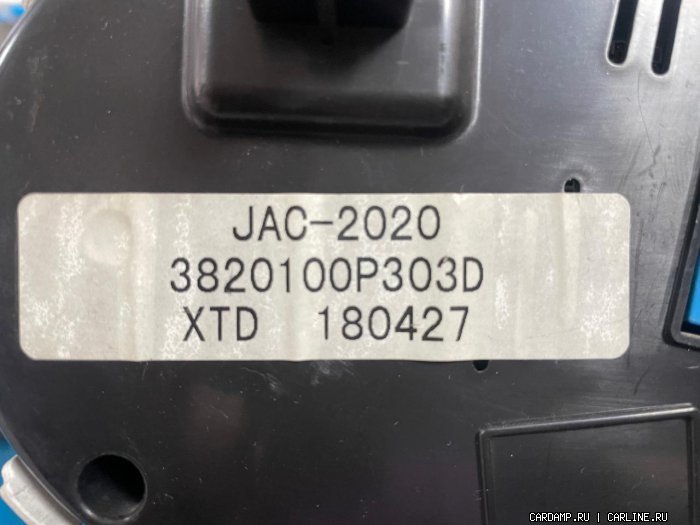 JAC-2020
3820100P303D
XTD 180427
CARDAMP.RU | CARLINE.RU